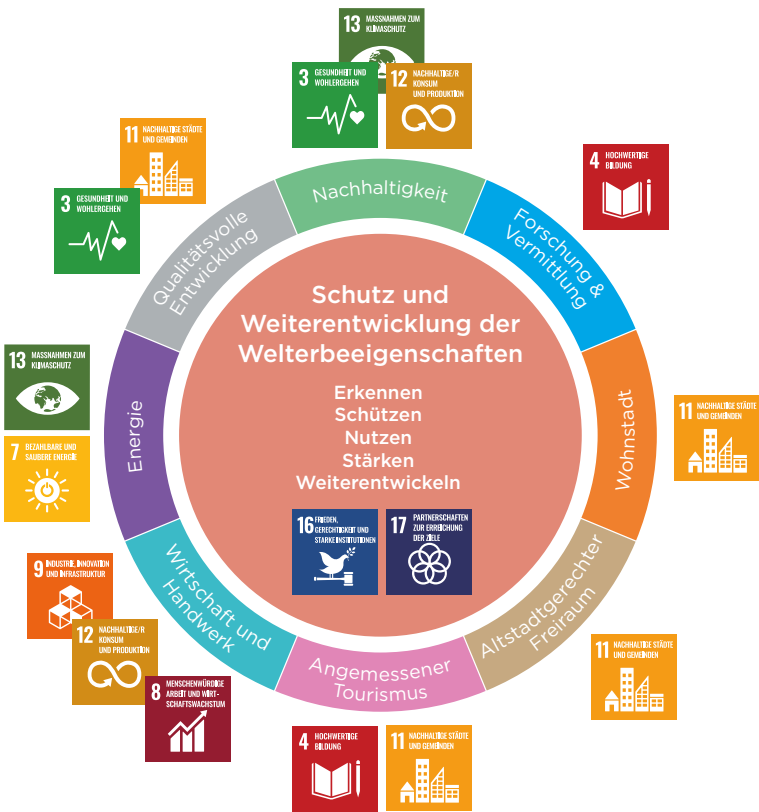 13 MASSNAHMEN ZUM
KLIMASCHUTZ
3 GESUNDHEIT UND
WOHLERGEHEN
12 NACHHALTIGE/R
KONSUM
UND PRODUKTION
11 NACHHALTIGE STÄDTE
UND GEMEINDEN
3 GESUNDHEIT UND
WOHLERGEHEN
4 HOCHWERTIGE
BILDUNG
Nachhaltigkeit
Qualitätsvolle
Entwicklung
Forschung &
Vermittlung
Schutz und
Weiterentwicklung der
Welterbeeigenschaften
Erkennen
Schützen
Nutzen
Stärken
Weiterentwickeln
16 FRIEDEN,
GERECHTIGKEIT UND
STARKE INSTITUTIONEN
17 PARTNERSCHAFTEN
ZUR ERREICHUNG
DER ZIELE
13 MASSNAHMEN ZUM
KLIMASCHUTZ
7 BEZAHLBARE UND
SAUBERE ENERGIE
Energie
Wohnstadt
11 NACHHALTIGE STÄDTE
UND GEMEINDEN
Wirtschaft und
Handwerk
Altstadtgerechter
Freiraum
Angemessener
Tourismus
9 INDUSTRIE, INNOVATION
UND INFRASTRUKTUR
12 NACHHALTIGE/R
KONSUM
UND PRODUKTION
8 MENSCHENWÜRDIGE
ARBEIT UND WIRT-
SCHAFTSWACHSTUM
11 NACHHALTIGE STÄDTE
UND GEMEINDEN
4 HOCHWERTIGE
BILDUNG
11 NACHHALTIGE STÄDTE
UND GEMEINDEN